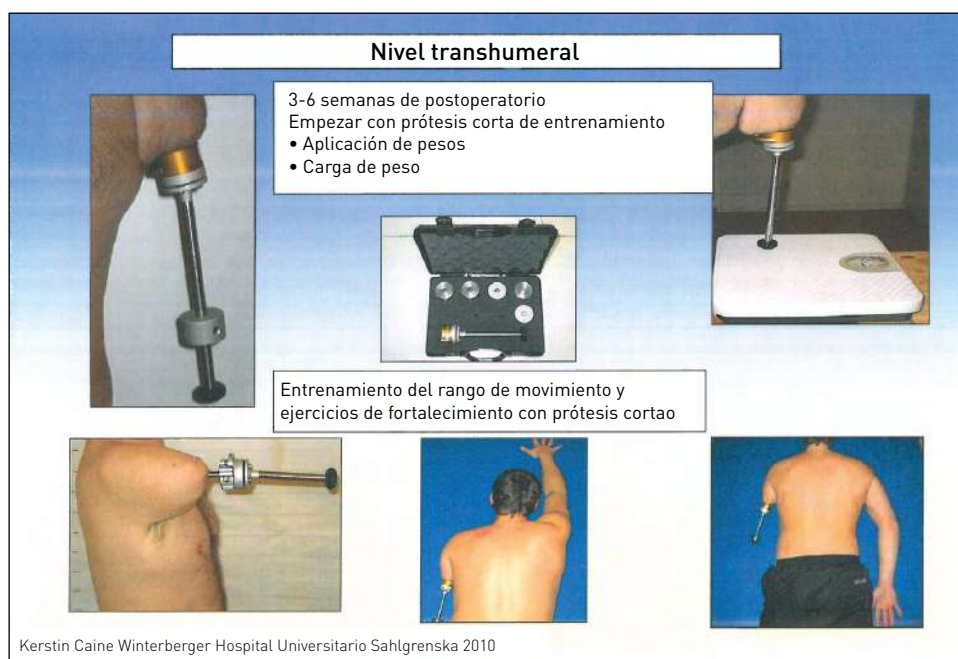 Nivel transhumeral
3-6 semanas de postoperatorio
Empezar con prótesis corta de entrenamiento
• Aplicación de pesos
• Carga de peso
Entrenamiento del rango de movimiento y
ejercicios de fortalecimiento con prótesis cortao
Kerstin Caine Winterberger Hospital Universitario Sahlgrenska 2010